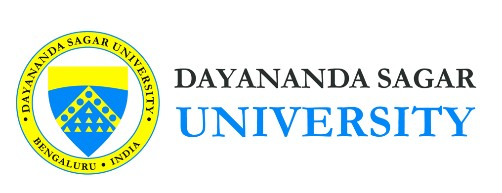 DAYANANDA SAGAR UNIVERSITY
BENGALURU • INDIA
DAYANANDA SAGAR
UNIVERSITY